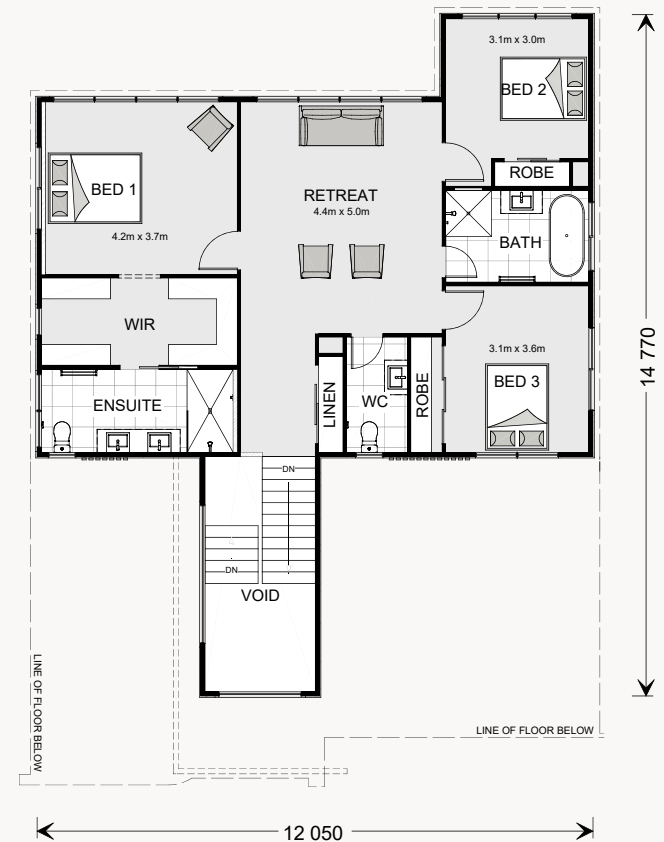 3.1m x 3.0m
BED 2
ROBE
BED 1
4.2m x 3.7m
RETREAT
4.4m x 5.0m
BATH
WIR
3.1m x 3.6m
BED 3
14 770
ENSUITE
LINEN
WC
ROBE
DN
DN
VOID
LINE OF FLOOR BELOW
LINE OF FLOOR BELOW
12 050